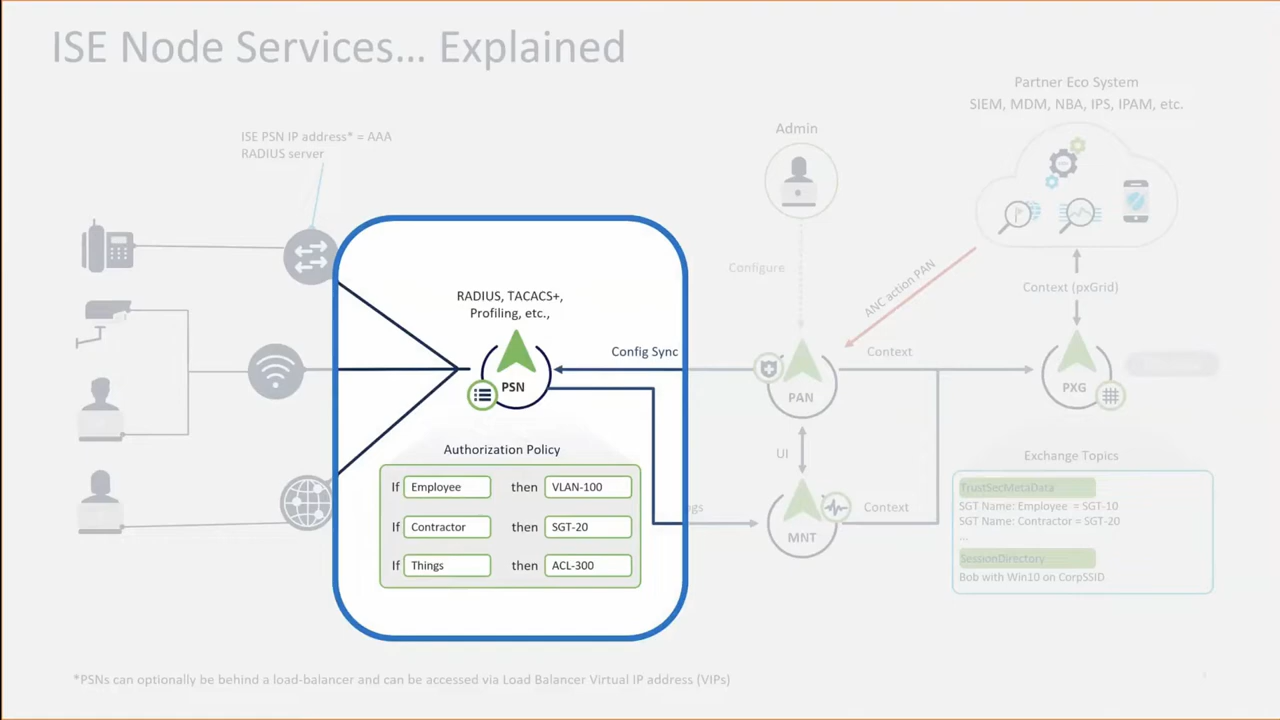 ISE Node Services... Explained
Partner Eco System
SIEM, MDM, NBA, IPS, IPAM, etc.
Admin
ISE PSN IP address* = AAA
RADIUS server
Configure
ANC action PAN
Context (pxGrid)
RADIUS, TACACS+,
Profiling, etc.,
Config Sync
Context
PSN
PAN
PXG
Authorization Policy
UI
Exchange Topics
If Employee then VLAN-100
If Contractor then SGT-20
If Things then ACL-300
Context
MNT
TrustSecMetaData
SGT Name: Employee = SGT-10
SGT Name: Contractor = SGT-20
...
SessionDirectory
Bob with Win10 on CorpSSID
*PSNs can optionally be behind a load-balancer and can be accessed via Load Balancer Virtual IP address (VIPs)